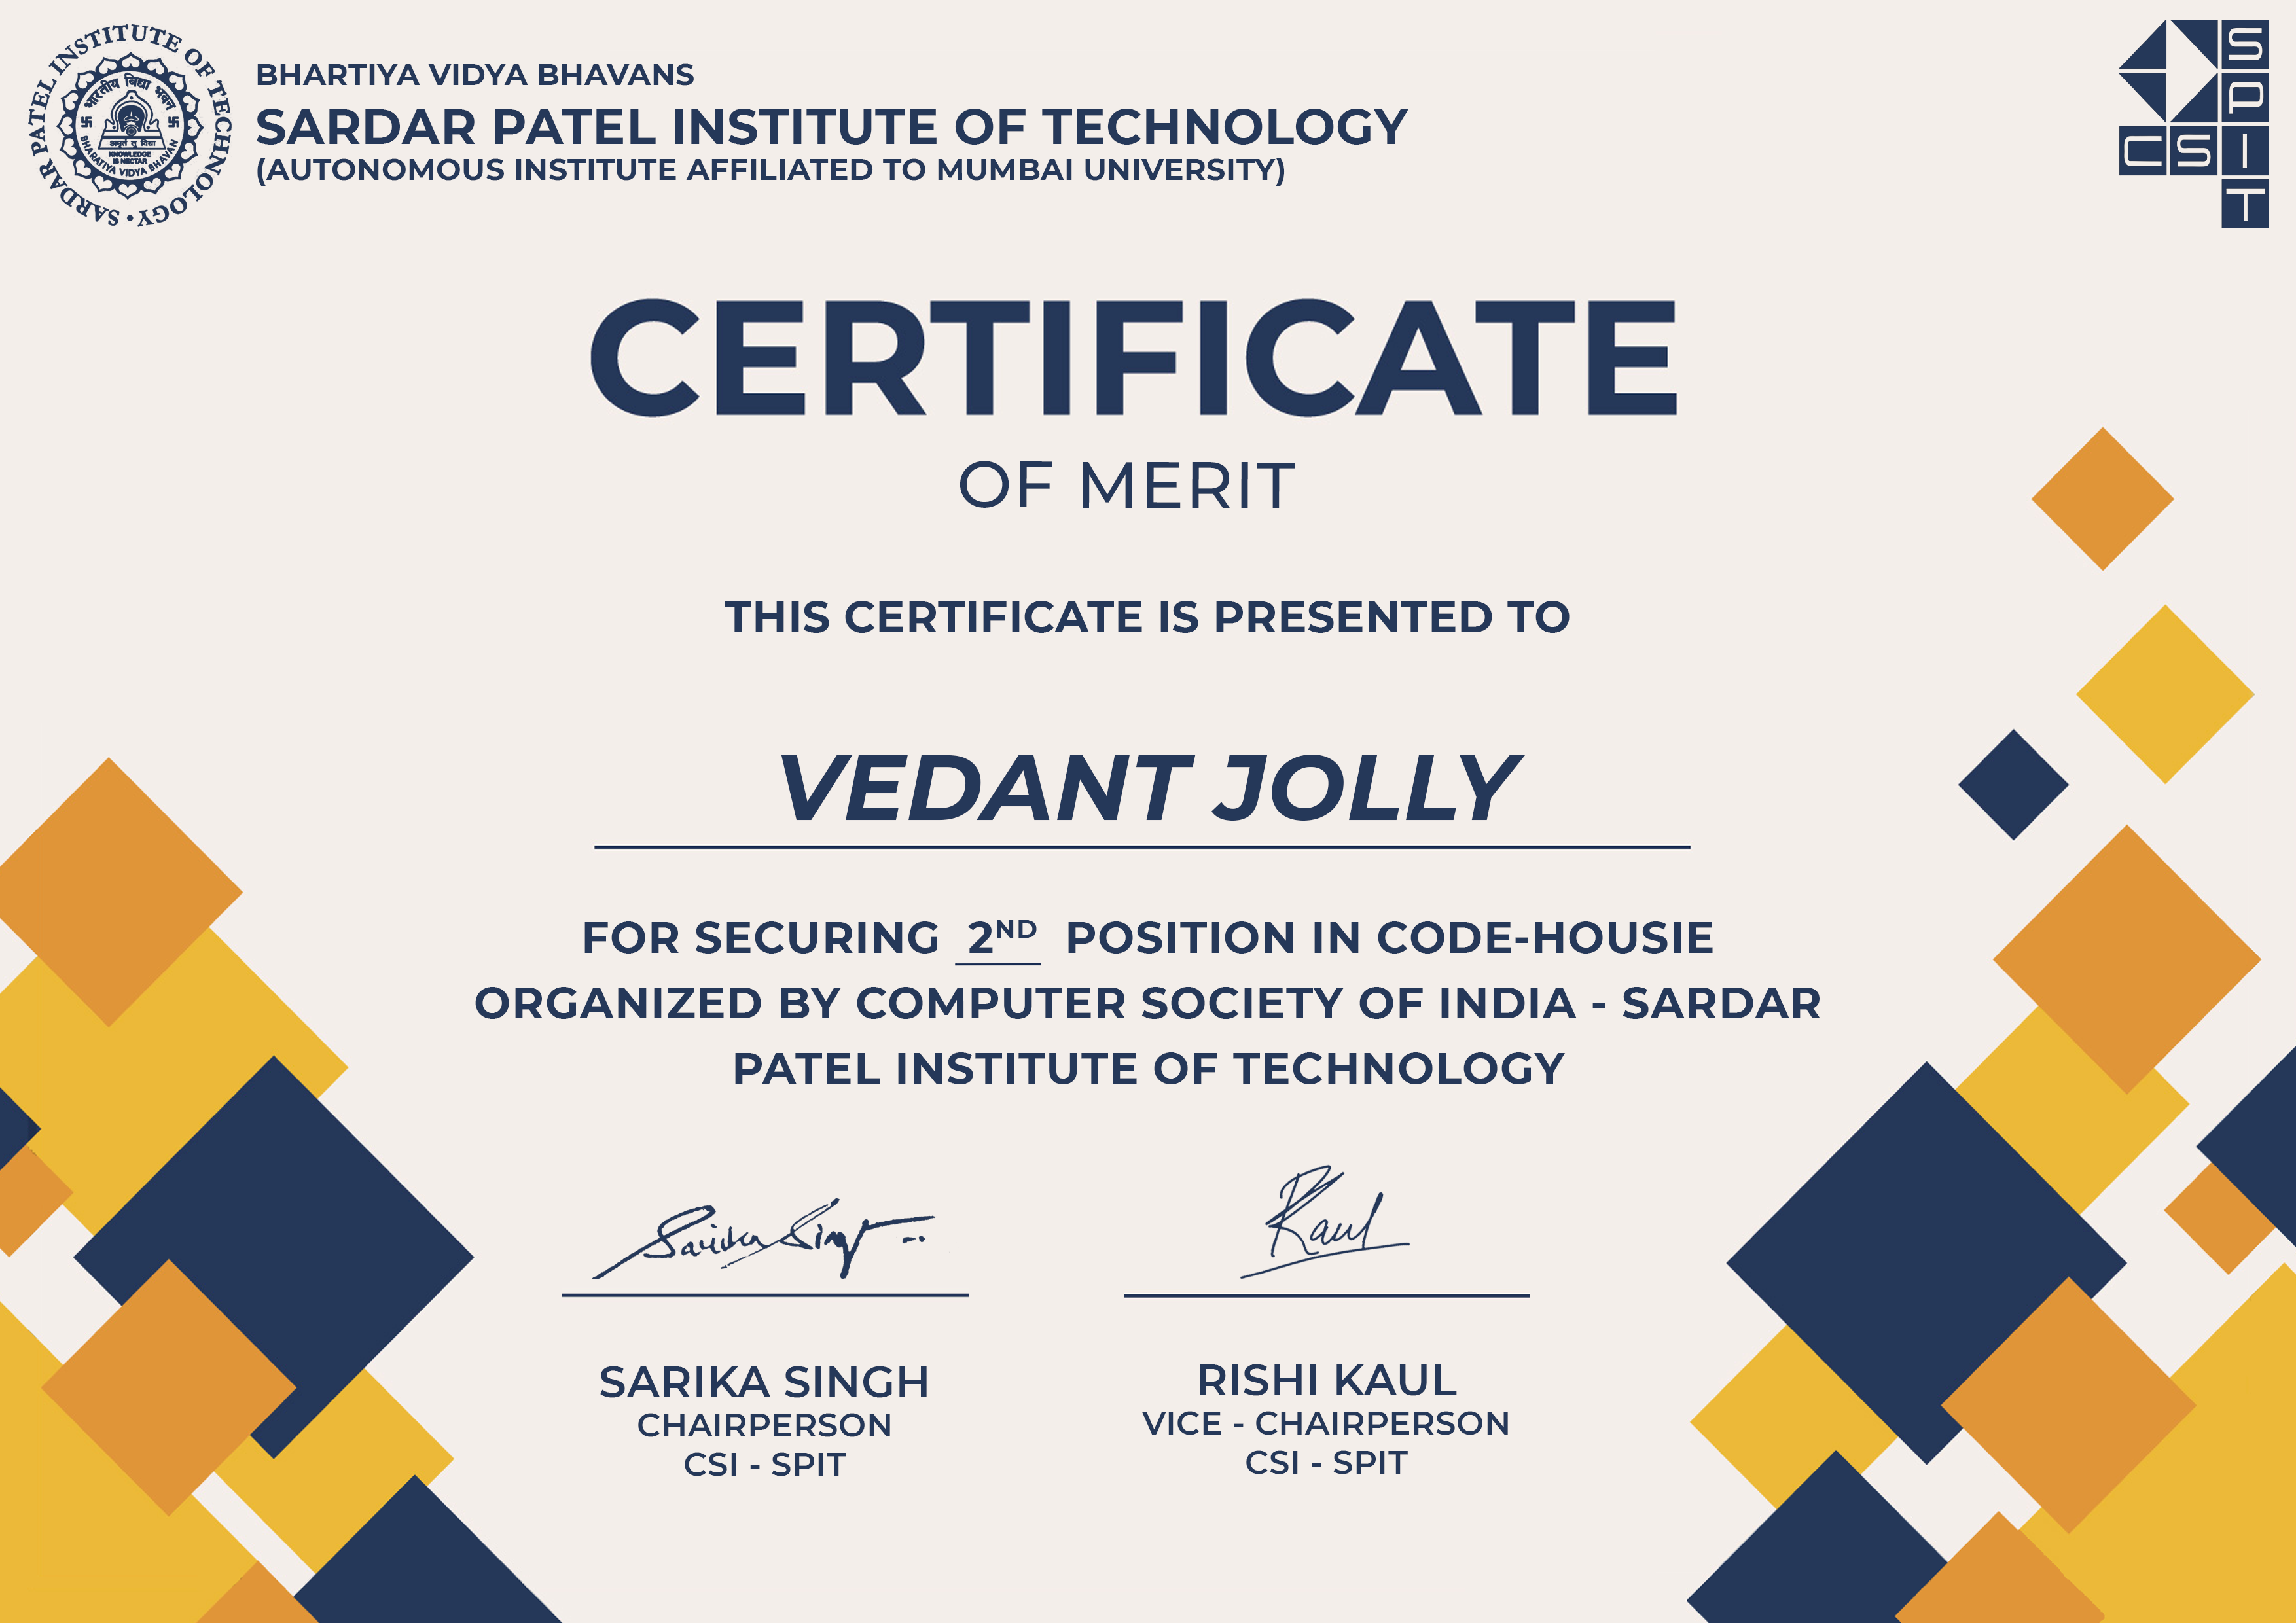 SARDAR PATEL INSTITUTE OF TECHNOLOGY
भारतीय विद्या भवन
अमृतं तु विद्या
KNOWLEDGE
IS NECTAR
BHARATIYA VIDYA BHAVAN
BHARTIYA VIDYA BHAVANS
SARDAR PATEL INSTITUTE OF TECHNOLOGY
(AUTONOMOUS INSTITUTE AFFILIATED TO MUMBAI UNIVERSITY)
SPIT
CSI
CERTIFICATE
OF MERIT
THIS CERTIFICATE IS PRESENTED TO
VEDANT JOLLY
FOR SECURING 2ND POSITION IN CODE-HOUSIE
ORGANIZED BY COMPUTER SOCIETY OF INDIA - SARDAR
PATEL INSTITUTE OF TECHNOLOGY
Sarika Singh
RKaul
SARIKA SINGH
CHAIRPERSON
CSI - SPIT
RISHI KAUL
VICE - CHAIRPERSON
CSI - SPIT